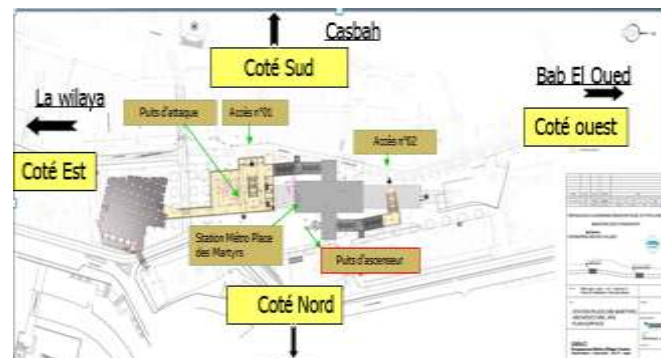 Casbah
Coté Sud
Bab El Oued
La wilaya
Puits d'attaque
Accès n°01
Coté ouest
Accès n°02
Coté Est
Station Métro Place
des Martyrs
Puits d'ascenseur
Coté Nord